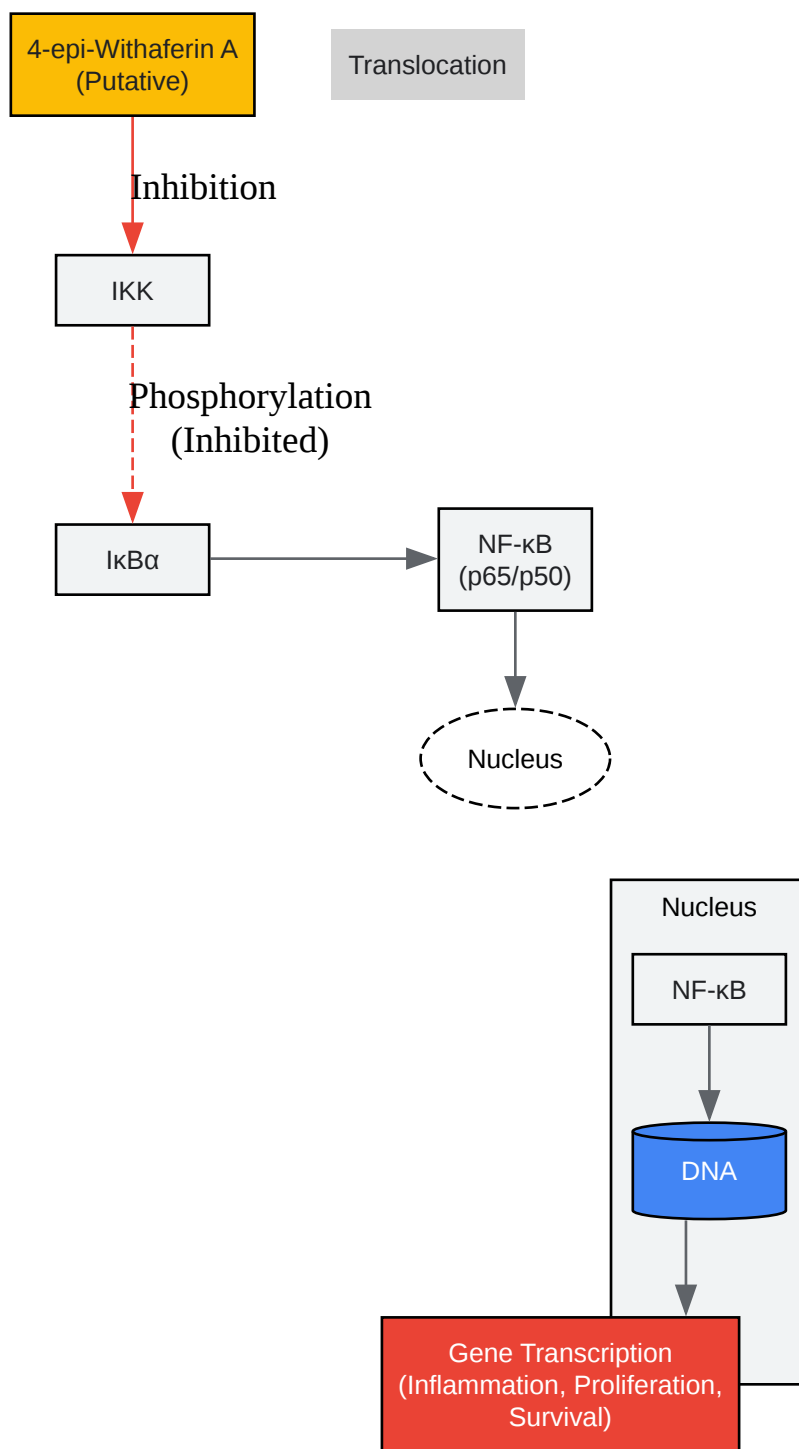 4-epi-Withaferin A
(Putative)
Translocation
Inhibition
IKK
Phosphorylation
(Inhibited)
IκBα
NF-κB
(p65/p50)
Nucleus
Nucleus
NF-κB
DNA
Gene Transcription
(Inflammation, Proliferation,
Survival)